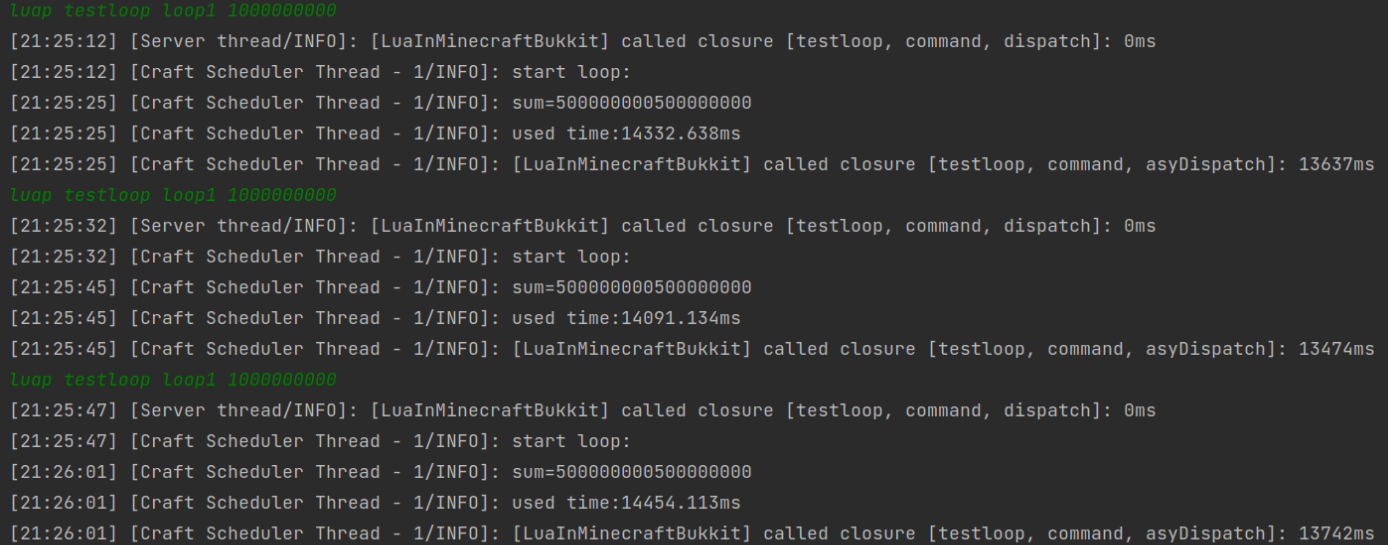 luap testloop loop1 1000000000
[21:25:12] [Server thread/INFO]: [LuaInMinecraftBukkit] called closure [testloop, command, dispatch]: 0ms
[21:25:12] [Craft Scheduler Thread - 1/INFO]: start loop:
[21:25:25] [Craft Scheduler Thread - 1/INFO]: sum=500000000500000000
[21:25:25] [Craft Scheduler Thread - 1/INFO]: used time:14332.638ms
[21:25:25] [Craft Scheduler Thread - 1/INFO]: [LuaInMinecraftBukkit] called closure [testloop, command, asyDispatch]: 13637ms
luap testloop loop1 1000000000
[21:25:32] [Server thread/INFO]: [LuaInMinecraftBukkit] called closure [testloop, command, dispatch]: 0ms
[21:25:32] [Craft Scheduler Thread - 1/INFO]: start loop:
[21:25:45] [Craft Scheduler Thread - 1/INFO]: sum=500000000500000000
[21:25:45] [Craft Scheduler Thread - 1/INFO]: used time:14091.134ms
[21:25:45] [Craft Scheduler Thread - 1/INFO]: [LuaInMinecraftBukkit] called closure [testloop, command, asyDispatch]: 13474ms
luap testloop loop1 1000000000
[21:25:47] [Server thread/INFO]: [LuaInMinecraftBukkit] called closure [testloop, command, dispatch]: 0ms
[21:25:47] [Craft Scheduler Thread - 1/INFO]: start loop:
[21:26:01] [Craft Scheduler Thread - 1/INFO]: sum=500000000500000000
[21:26:01] [Craft Scheduler Thread - 1/INFO]: used time:14454.113ms
[21:26:01] [Craft Scheduler Thread - 1/INFO]: [LuaInMinecraftBukkit] called closure [testloop, command, asyDispatch]: 13742ms